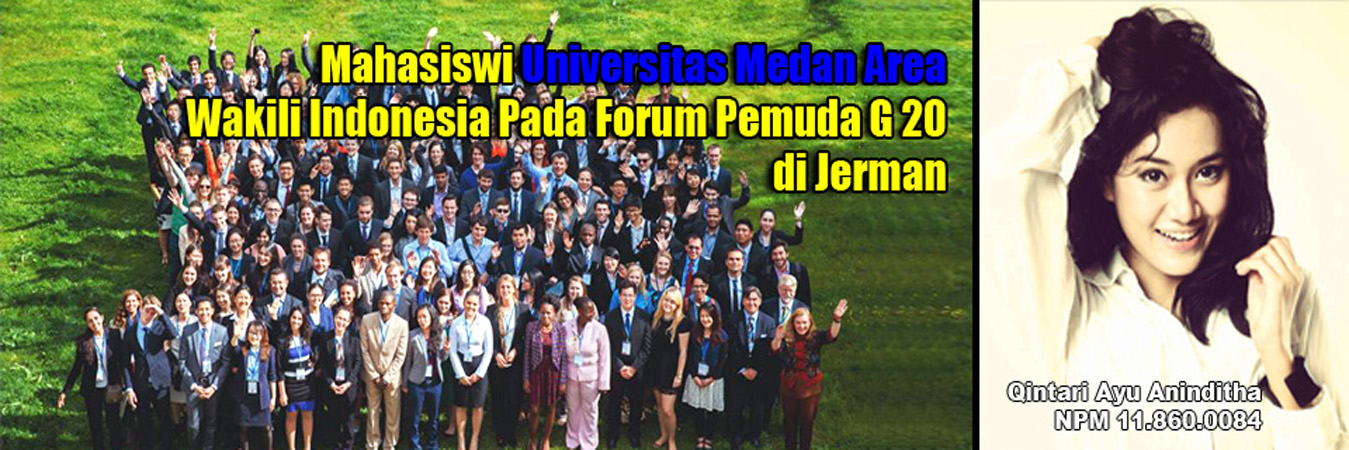 Mahasiswi Universitas Medan Area
Wakili Indonesia Pada Forum Pemuda G 20
di Jerman
Qintari Ayu Aninditha
NPM 11.860.0084